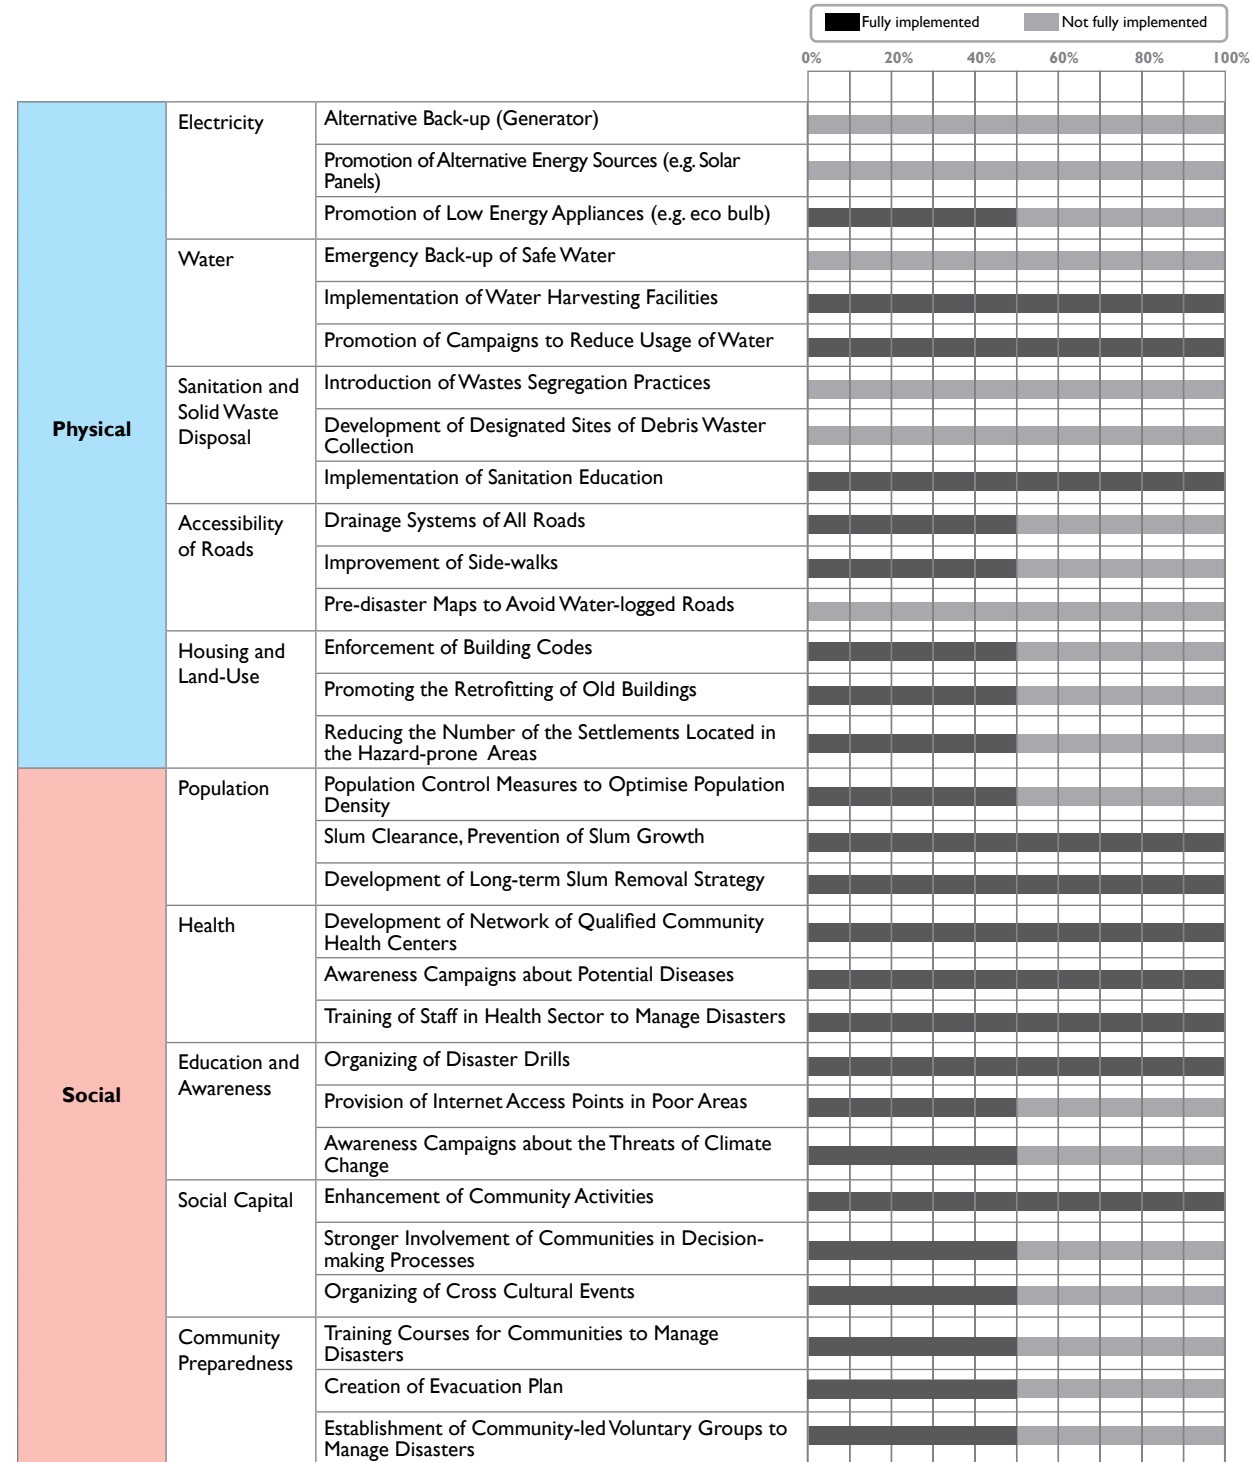 Fully implemented
Not fully implemented
0%
20%
40%
60%
80%
100%
Physical
Electricity
Alternative Back-up (Generator)
Promotion of Alternative Energy Sources (e.g. Solar
Panels)
Promotion of Low Energy Appliances (e.g. eco bulb)
Water
Emergency Back-up of Safe Water
Implementation of Water Harvesting Facilities
Promotion of Campaigns to Reduce Usage of Water
Sanitation and
Solid Waste
Disposal
Introduction of Wastes Segregation Practices
Development of Designated Sites of Debris Waster
Collection
Implementation of Sanitation Education
Accessibility
of Roads
Drainage Systems of All Roads
Improvement of Side-walks
Pre-disaster Maps to Avoid Water-logged Roads
Housing and
Land-Use
Enforcement of Building Codes
Promoting the Retrofitting of Old Buildings
Reducing the Number of the Settlements Located in
the Hazard-prone Areas
Social
Population
Population Control Measures to Optimise Population
Density
Slum Clearance, Prevention of Slum Growth
Development of Long-term Slum Removal Strategy
Health
Development of Network of Qualified Community
Health Centers
Awareness Campaigns about Potential Diseases
Training of Staff in Health Sector to Manage Disasters
Education and
Awareness
Organizing of Disaster Drills
Provision of Internet Access Points in Poor Areas
Awareness Campaigns about the Threats of Climate
Change
Social Capital
Enhancement of Community Activities
Stronger Involvement of Communities in Decision-
making Processes
Organizing of Cross Cultural Events
Community
Preparedness
Training Courses for Communities to Manage
Disasters
Creation of Evacuation Plan
Establishment of Community-led Voluntary Groups to
Manage Disasters